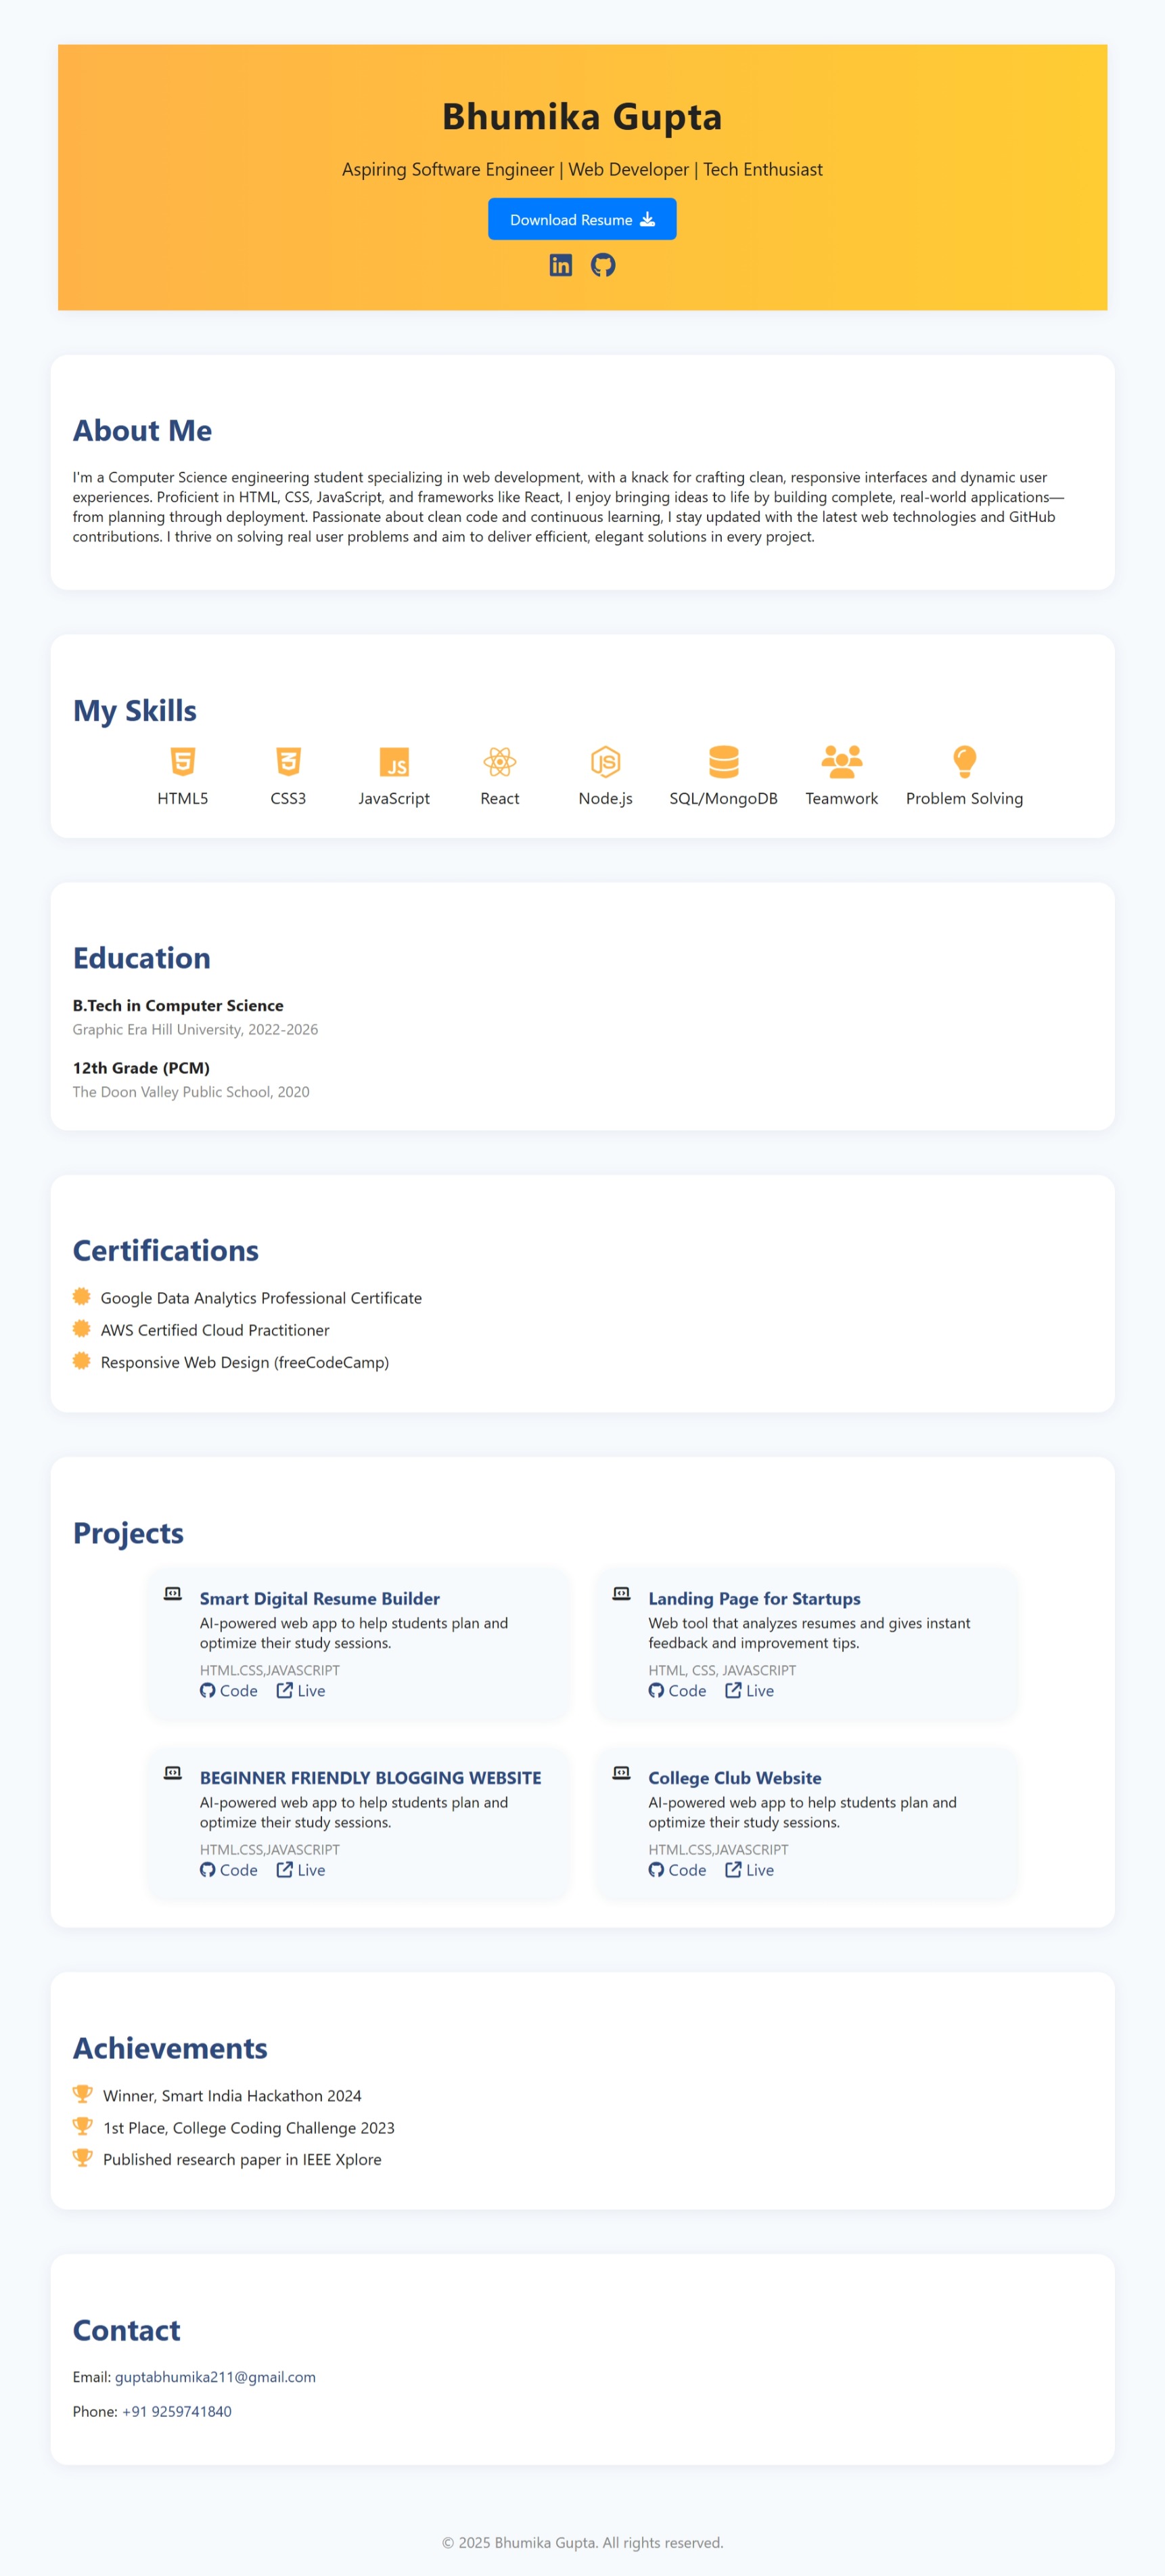 Bhumika Gupta
Aspiring Software Engineer | Web Developer | Tech Enthusiast
Download Resume
About Me
I'm a Computer Science engineering student specializing in web development, with a knack for crafting clean, responsive interfaces and dynamic user
experiences. Proficient in HTML, CSS, JavaScript, and frameworks like React, I enjoy bringing ideas to life by building complete, real-world applications—
from planning through deployment. Passionate about clean code and continuous learning, I stay updated with the latest web technologies and GitHub
contributions. I thrive on solving real user problems and aim to deliver efficient, elegant solutions in every project.
My Skills
HTML5 CSS3 JavaScript React Node.js SQL/MongoDB Teamwork Problem Solving
Education
B.Tech in Computer Science
Graphic Era Hill University, 2022-2026
12th Grade (PCM)
The Doon Valley Public School, 2020
Certifications
Google Data Analytics Professional Certificate
AWS Certified Cloud Practitioner
Responsive Web Design (freeCodeCamp)
Projects
Smart Digital Resume Builder
AI-powered web app to help students plan and
optimize their study sessions.
HTML.CSS,JAVASCRIPT
Code Live
Landing Page for Startups
Web tool that analyzes resumes and gives instant
feedback and improvement tips.
HTML, CSS, JAVASCRIPT
Code Live
BEGINNER FRIENDLY BLOGGING WEBSITE
AI-powered web app to help students plan and
optimize their study sessions.
HTML.CSS,JAVASCRIPT
Code Live
College Club Website
AI-powered web app to help students plan and
optimize their study sessions.
HTML.CSS,JAVASCRIPT
Code Live
Achievements
Winner, Smart India Hackathon 2024
1st Place, College Coding Challenge 2023
Published research paper in IEEE Xplore
Contact
Email: guptabhumika211@gmail.com
Phone: +91 9259741840
© 2025 Bhumika Gupta. All rights reserved.